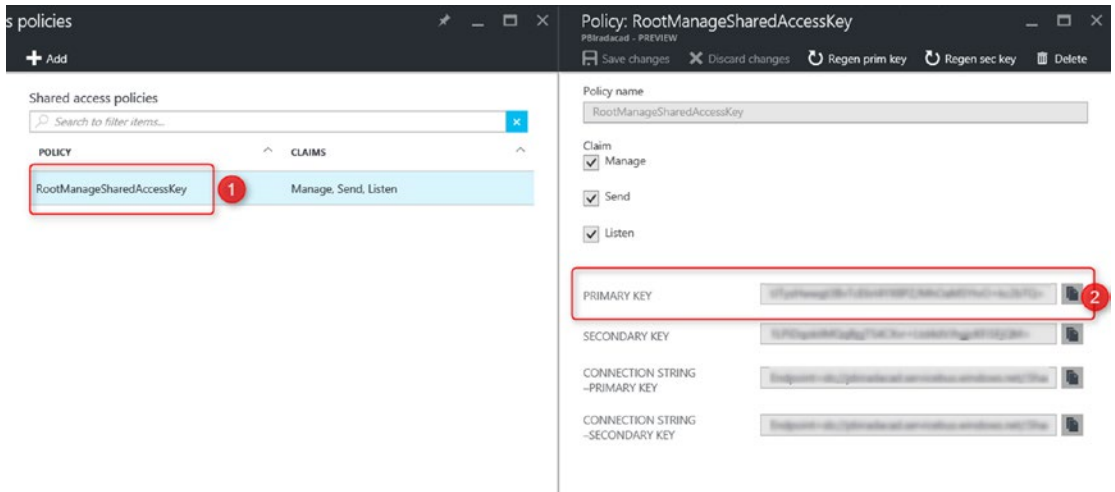 s policies
Add
Shared access policies
Search to filter items...
POLICY CLAIMS
RootManageSharedAccessKey 1 Manage, Send, Listen
Policy: RootManageSharedAccessKey
PBIradacad - PREVIEW
Save changes Discard changes Regen prim key Regen sec key Delete
Policy name
RootManageSharedAccessKey
Claim
Manage
Send
Listen
PRIMARY KEY 2
SECONDARY KEY
CONNECTION STRING
–PRIMARY KEY
CONNECTION STRING
–SECONDARY KEY